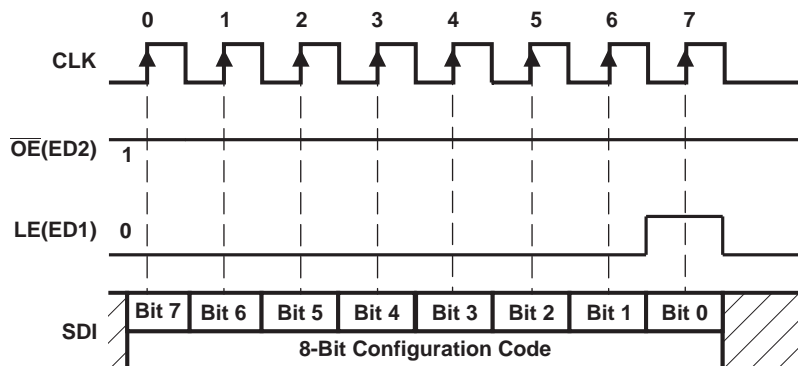 0 1 2 3 4 5 6 7
CLK
O̅E̅(ED2) 1
LE(ED1) 0
SDI
Bit 7 Bit 6 Bit 5 Bit 4 Bit 3 Bit 2 Bit 1 Bit 0
8-Bit Configuration Code